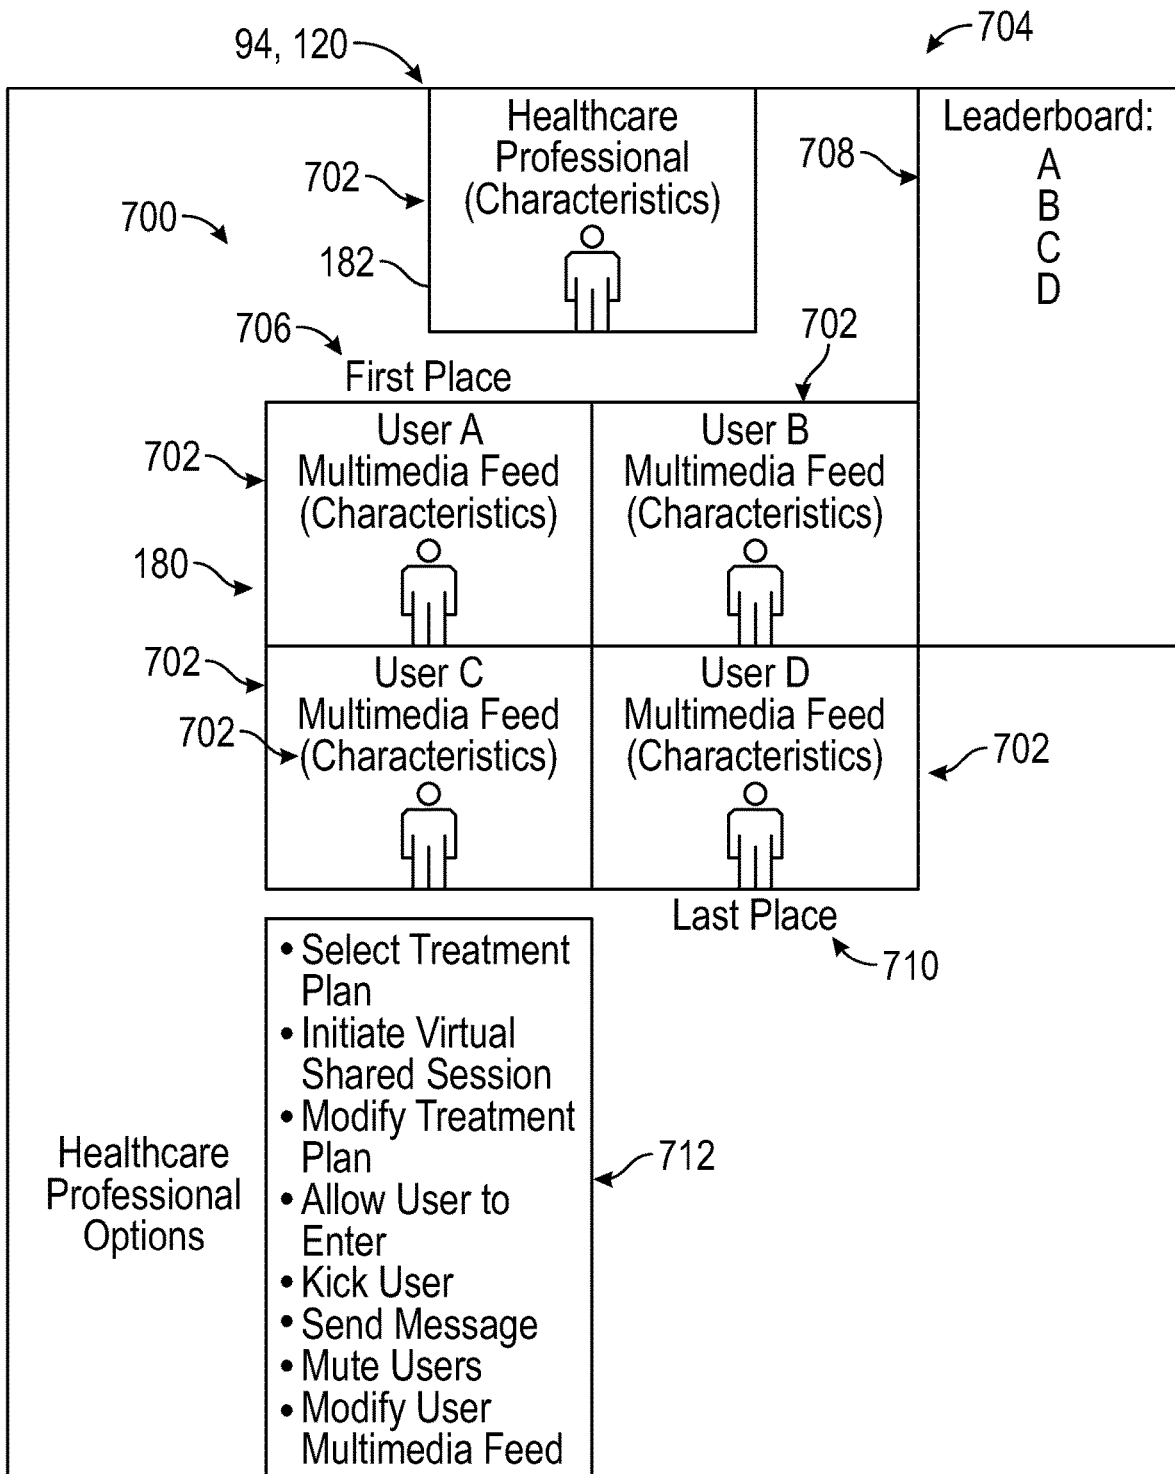 94, 120
704
Healthcare
Professional
(Characteristics)
Leaderboard:
A
B
C
D
708
702
700
182
706
First Place
702
User A
Multimedia Feed
(Characteristics)
User B
Multimedia Feed
(Characteristics)
702
180
User C
Multimedia Feed
(Characteristics)
User D
Multimedia Feed
(Characteristics)
702
702
702
Last Place
710
• Select Treatment
Plan
• Initiate Virtual
Shared Session
• Modify Treatment
Plan
• Allow User to
Enter
• Kick User
• Send Message
• Mute Users
• Modify User
Multimedia Feed
712
Healthcare
Professional
Options